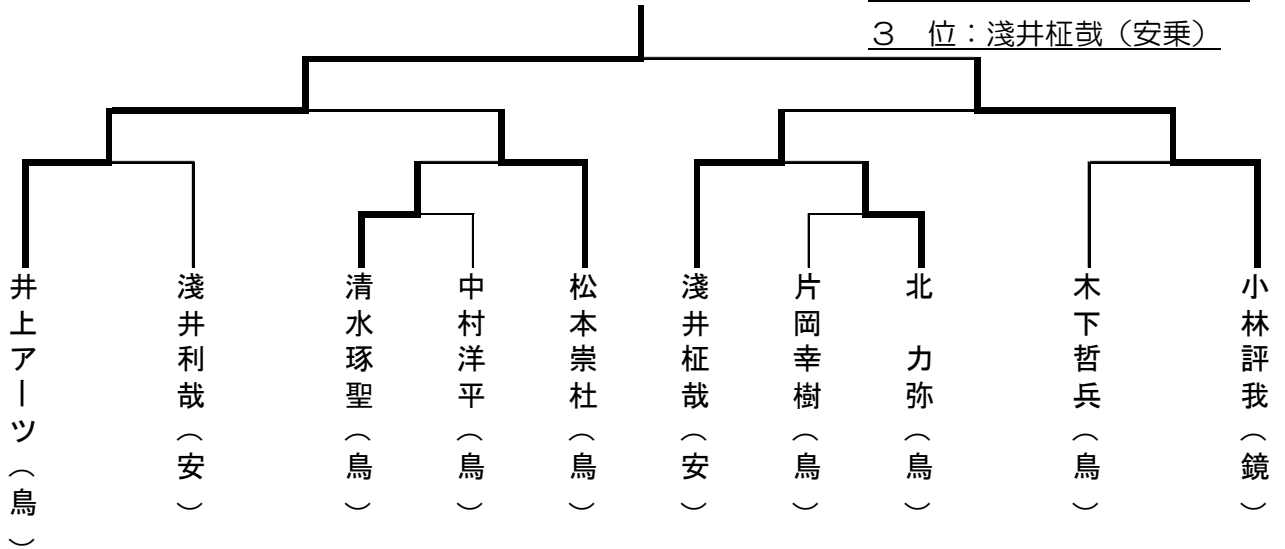 ３　位：淺井柾哉（安乗）
井上アーツ（鳥）
淺井利哉（安）
清水琢聖（鳥）
中村洋平（鳥）
松本崇杜（鳥）
淺井柾哉（安）
片岡幸樹（鳥）
北　力弥（鳥）
木下哲兵（鳥）
小林評我（鏡）